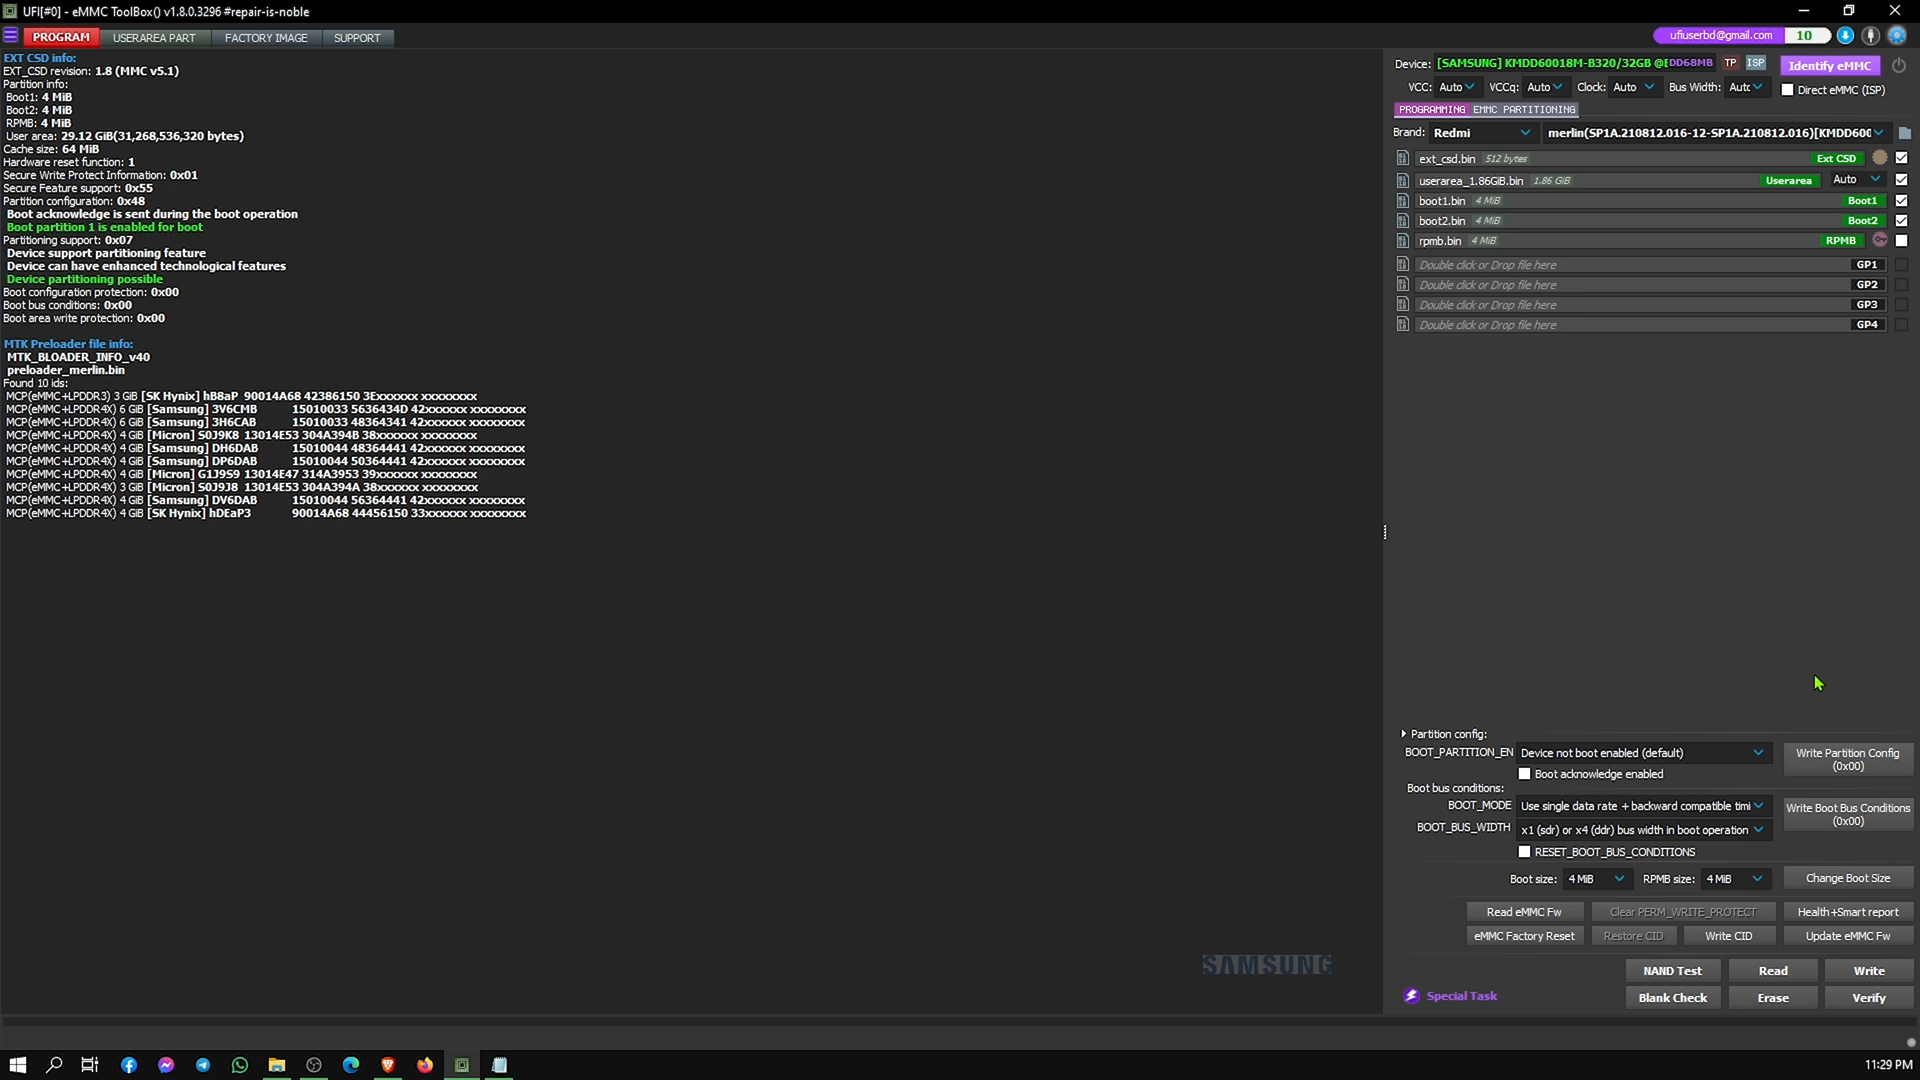 UFI[#0] - eMMC ToolBox() v1.8.0.3296 #repair-is-noble
PROGRAM USERAREA PART FACTORY IMAGE SUPPORT
ufiuserbd@gmail.com 10
EXT CSD info:
EXT_CSD revision: 1.8 (MMC v5.1)
Partition info:
Boot1: 4 MiB
Boot2: 4 MiB
RPMB: 4 MiB
User area: 29.12 GiB(31,268,536,320 bytes)
Cache size: 64 MiB
Hardware reset function: 1
Secure Write Protect Information: 0x01
Secure Feature support: 0x55
Partition configuration: 0x48
Boot acknowledge is sent during the boot operation
Boot partition 1 is enabled for boot
Partitioning support: 0x07
Device support partitioning feature
Device can have enhanced technological features
Device partitioning possible
Boot configuration protection: 0x00
Boot bus conditions: 0x00
Boot area write protection: 0x00
MTK Preloader file info:
MTK_BLOADER_INFO_v40
preloader_merlin.bin
Found 10 ids:
MCP(eMMC+LPDDR3) 3 GiB [SK Hynix] hB8aP 90014A68 42386150 3Exxxxxx xxxxxxxx
MCP(eMMC+LPDDR4X) 6 GiB [Samsung] 3V6CMB 15010033 5636434D 42xxxxxx xxxxxxxx
MCP(eMMC+LPDDR4X) 6 GiB [Samsung] 3H6CAB 15010033 48364341 42xxxxxx xxxxxxxx
MCP(eMMC+LPDDR4X) 4 GiB [Micron] S0J9K8 13014E53 304A394B 38xxxxxx xxxxxxxx
MCP(eMMC+LPDDR4X) 4 GiB [Samsung] DH6DAB 15010044 48364441 42xxxxxx xxxxxxxx
MCP(eMMC+LPDDR4X) 4 GiB [Samsung] DP6DAB 15010044 50364441 42xxxxxx xxxxxxxx
MCP(eMMC+LPDDR4X) 4 GiB [Micron] G1J9S9 13014E47 314A3953 39xxxxxx xxxxxxxx
MCP(eMMC+LPDDR4X) 3 GiB [Micron] S0J9J8 13014E53 304A394A 38xxxxxx xxxxxxxx
MCP(eMMC+LPDDR4X) 4 GiB [Samsung] DV6DAB 15010044 56364441 42xxxxxx xxxxxxxx
MCP(eMMC+LPDDR4X) 4 GiB [SK Hynix] hDEaP3 90014A68 44456150 33xxxxxx xxxxxxxx
SAMSUNG
Device: [SAMSUNG] KMDD60018M-B320/32GB @E DD68MB TP ISP Identify eMMC
VCC: Auto VCCq: Auto Clock: Auto Bus Width: Auto Direct eMMC (ISP)
PROGRAMMING EMMC PARTITIONING
Brand: Redmi merlin(SP1A.210812.016-12-SP1A.210812.016)[KMDD600
ext_csd.bin 512 bytes Ext CSD
userarea_1.86GiB.bin 1.86 GiB Userarea Auto
boot1.bin 4 MiB Boot1
boot2.bin 4 MiB Boot2
rpmb.bin 4 MiB RPMB
Double click or Drop file here GP1
Double click or Drop file here GP2
Double click or Drop file here GP3
Double click or Drop file here GP4
Partition config:
BOOT_PARTITION_EN Device not boot enabled (default) Write Partition Config (0x00)
Boot acknowledge enabled
Boot bus conditions:
BOOT_MODE Use single data rate + backward compatible timi Write Boot Bus Conditions (0x00)
BOOT_BUS_WIDTH x1 (sdr) or x4 (ddr) bus width in boot operation
RESET_BOOT_BUS_CONDITIONS
Boot size: 4 MiB RPMB size: 4 MiB Change Boot Size
Read eMMC Fw Clear PERM_WRITE_PROTECT Health+Smart report
eMMC Factory Reset Restore CID Write CID Update eMMC Fw
NAND Test Read Write
Special Task Blank Check Erase Verify
11:29 PM